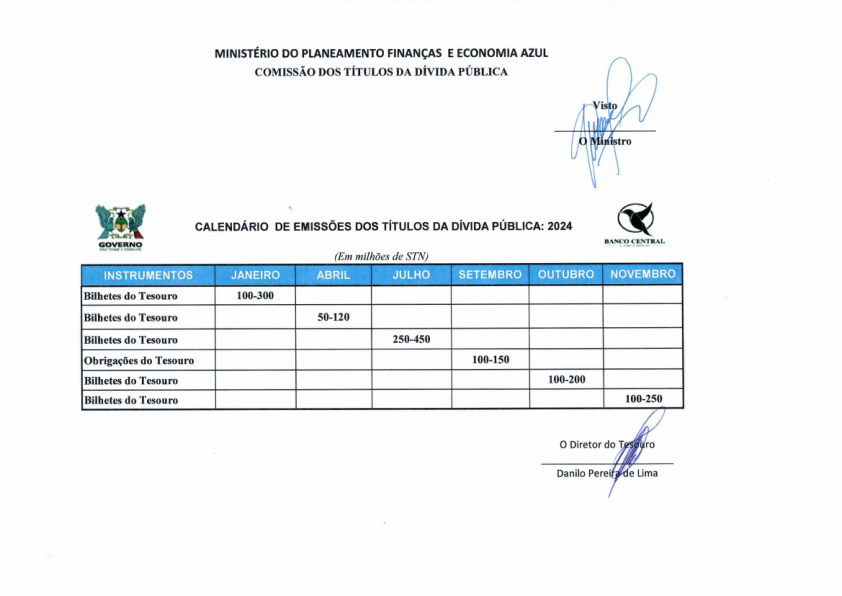 MINISTÉRIO DO PLANEAMENTO FINANÇAS E ECONOMIA AZUL
COMISSÃO DOS TÍTULOS DA DÍVIDA PÚBLICA
Visto
O Ministro
GOVERNO
CALENDÁRIO DE EMISSÕES DOS TÍTULOS DA DÍVIDA PÚBLICA: 2024
BANCO CENTRAL
(Em milhões de STN)
INSTRUMENTOS JANEIRO ABRIL JULHO SETEMBRO OUTUBRO NOVEMBRO
Bilhetes do Tesouro 100-300
Bilhetes do Tesouro 50-120
Bilhetes do Tesouro 250-450
Obrigações do Tesouro 100-150
Bilhetes do Tesouro 100-200
Bilhetes do Tesouro 100-250
O Diretor do Tesouro
Danilo Pereira de Lima